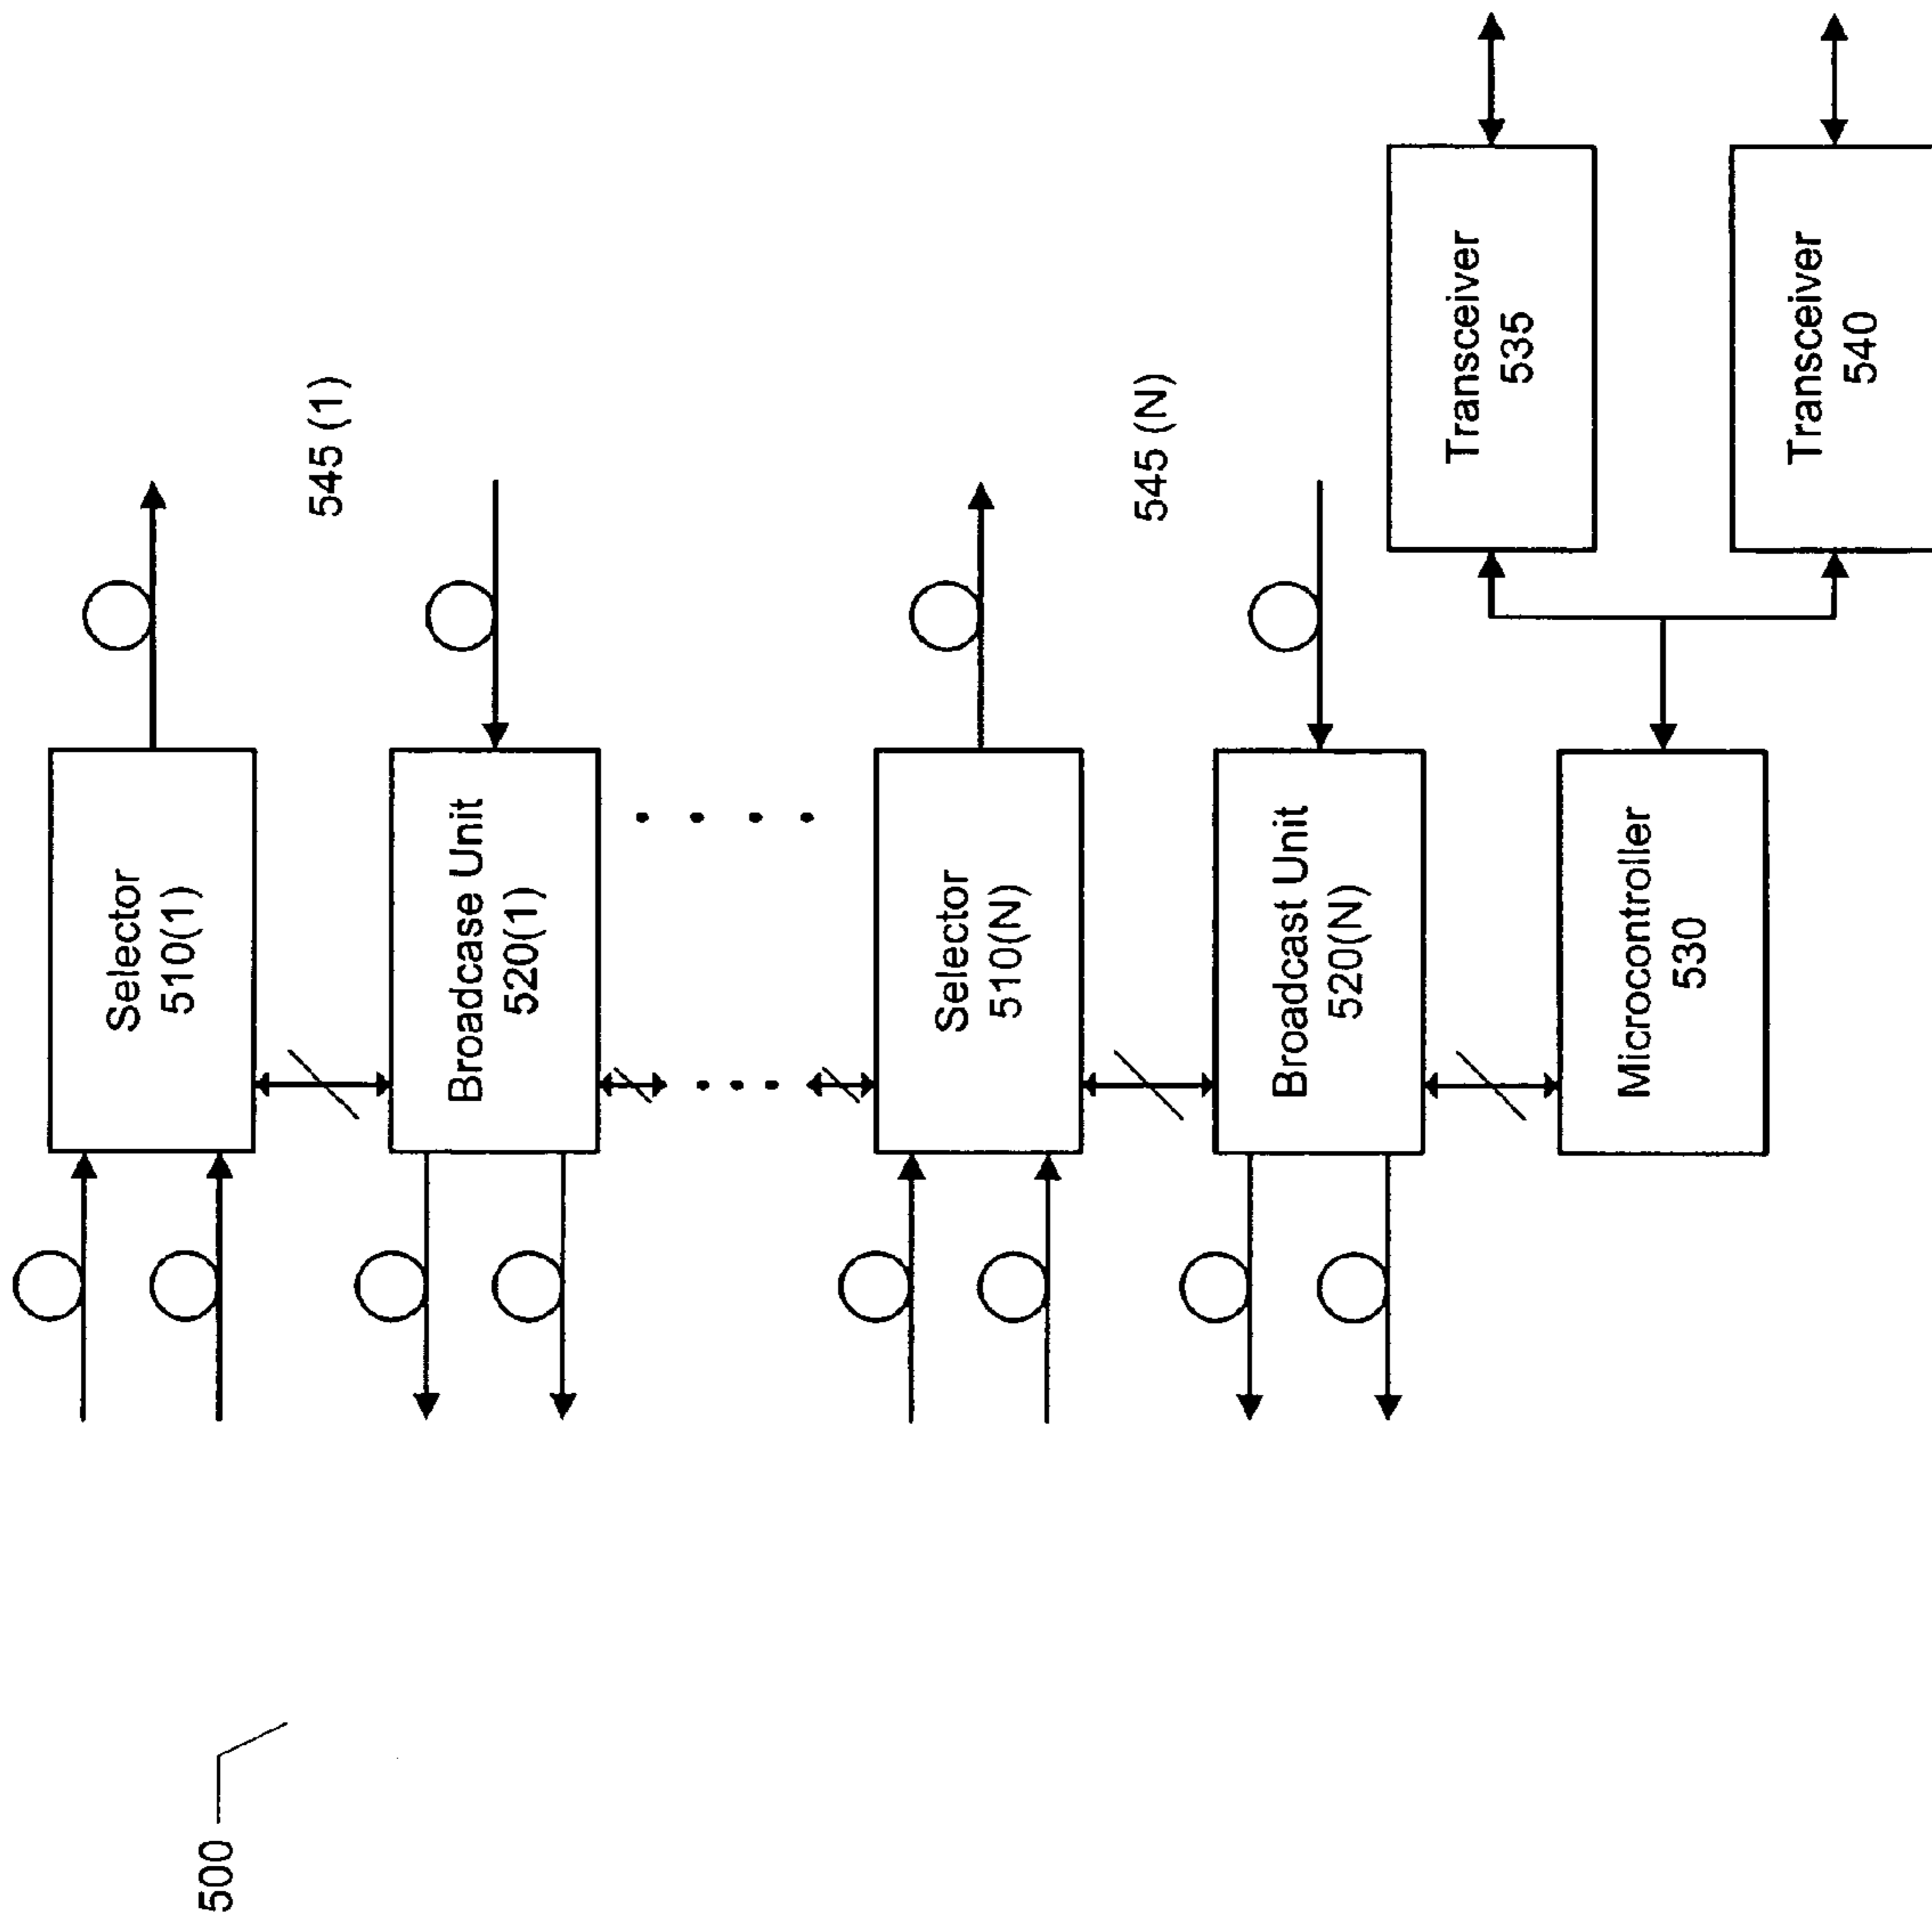 500
Selector
510(1)
545 (1)
Broadcase Unit
520(1)
Selector
510(N)
545 (N)
Broadcast Unit
520(N)
Microcontroller
530
Transceiver
535
Transceiver
540